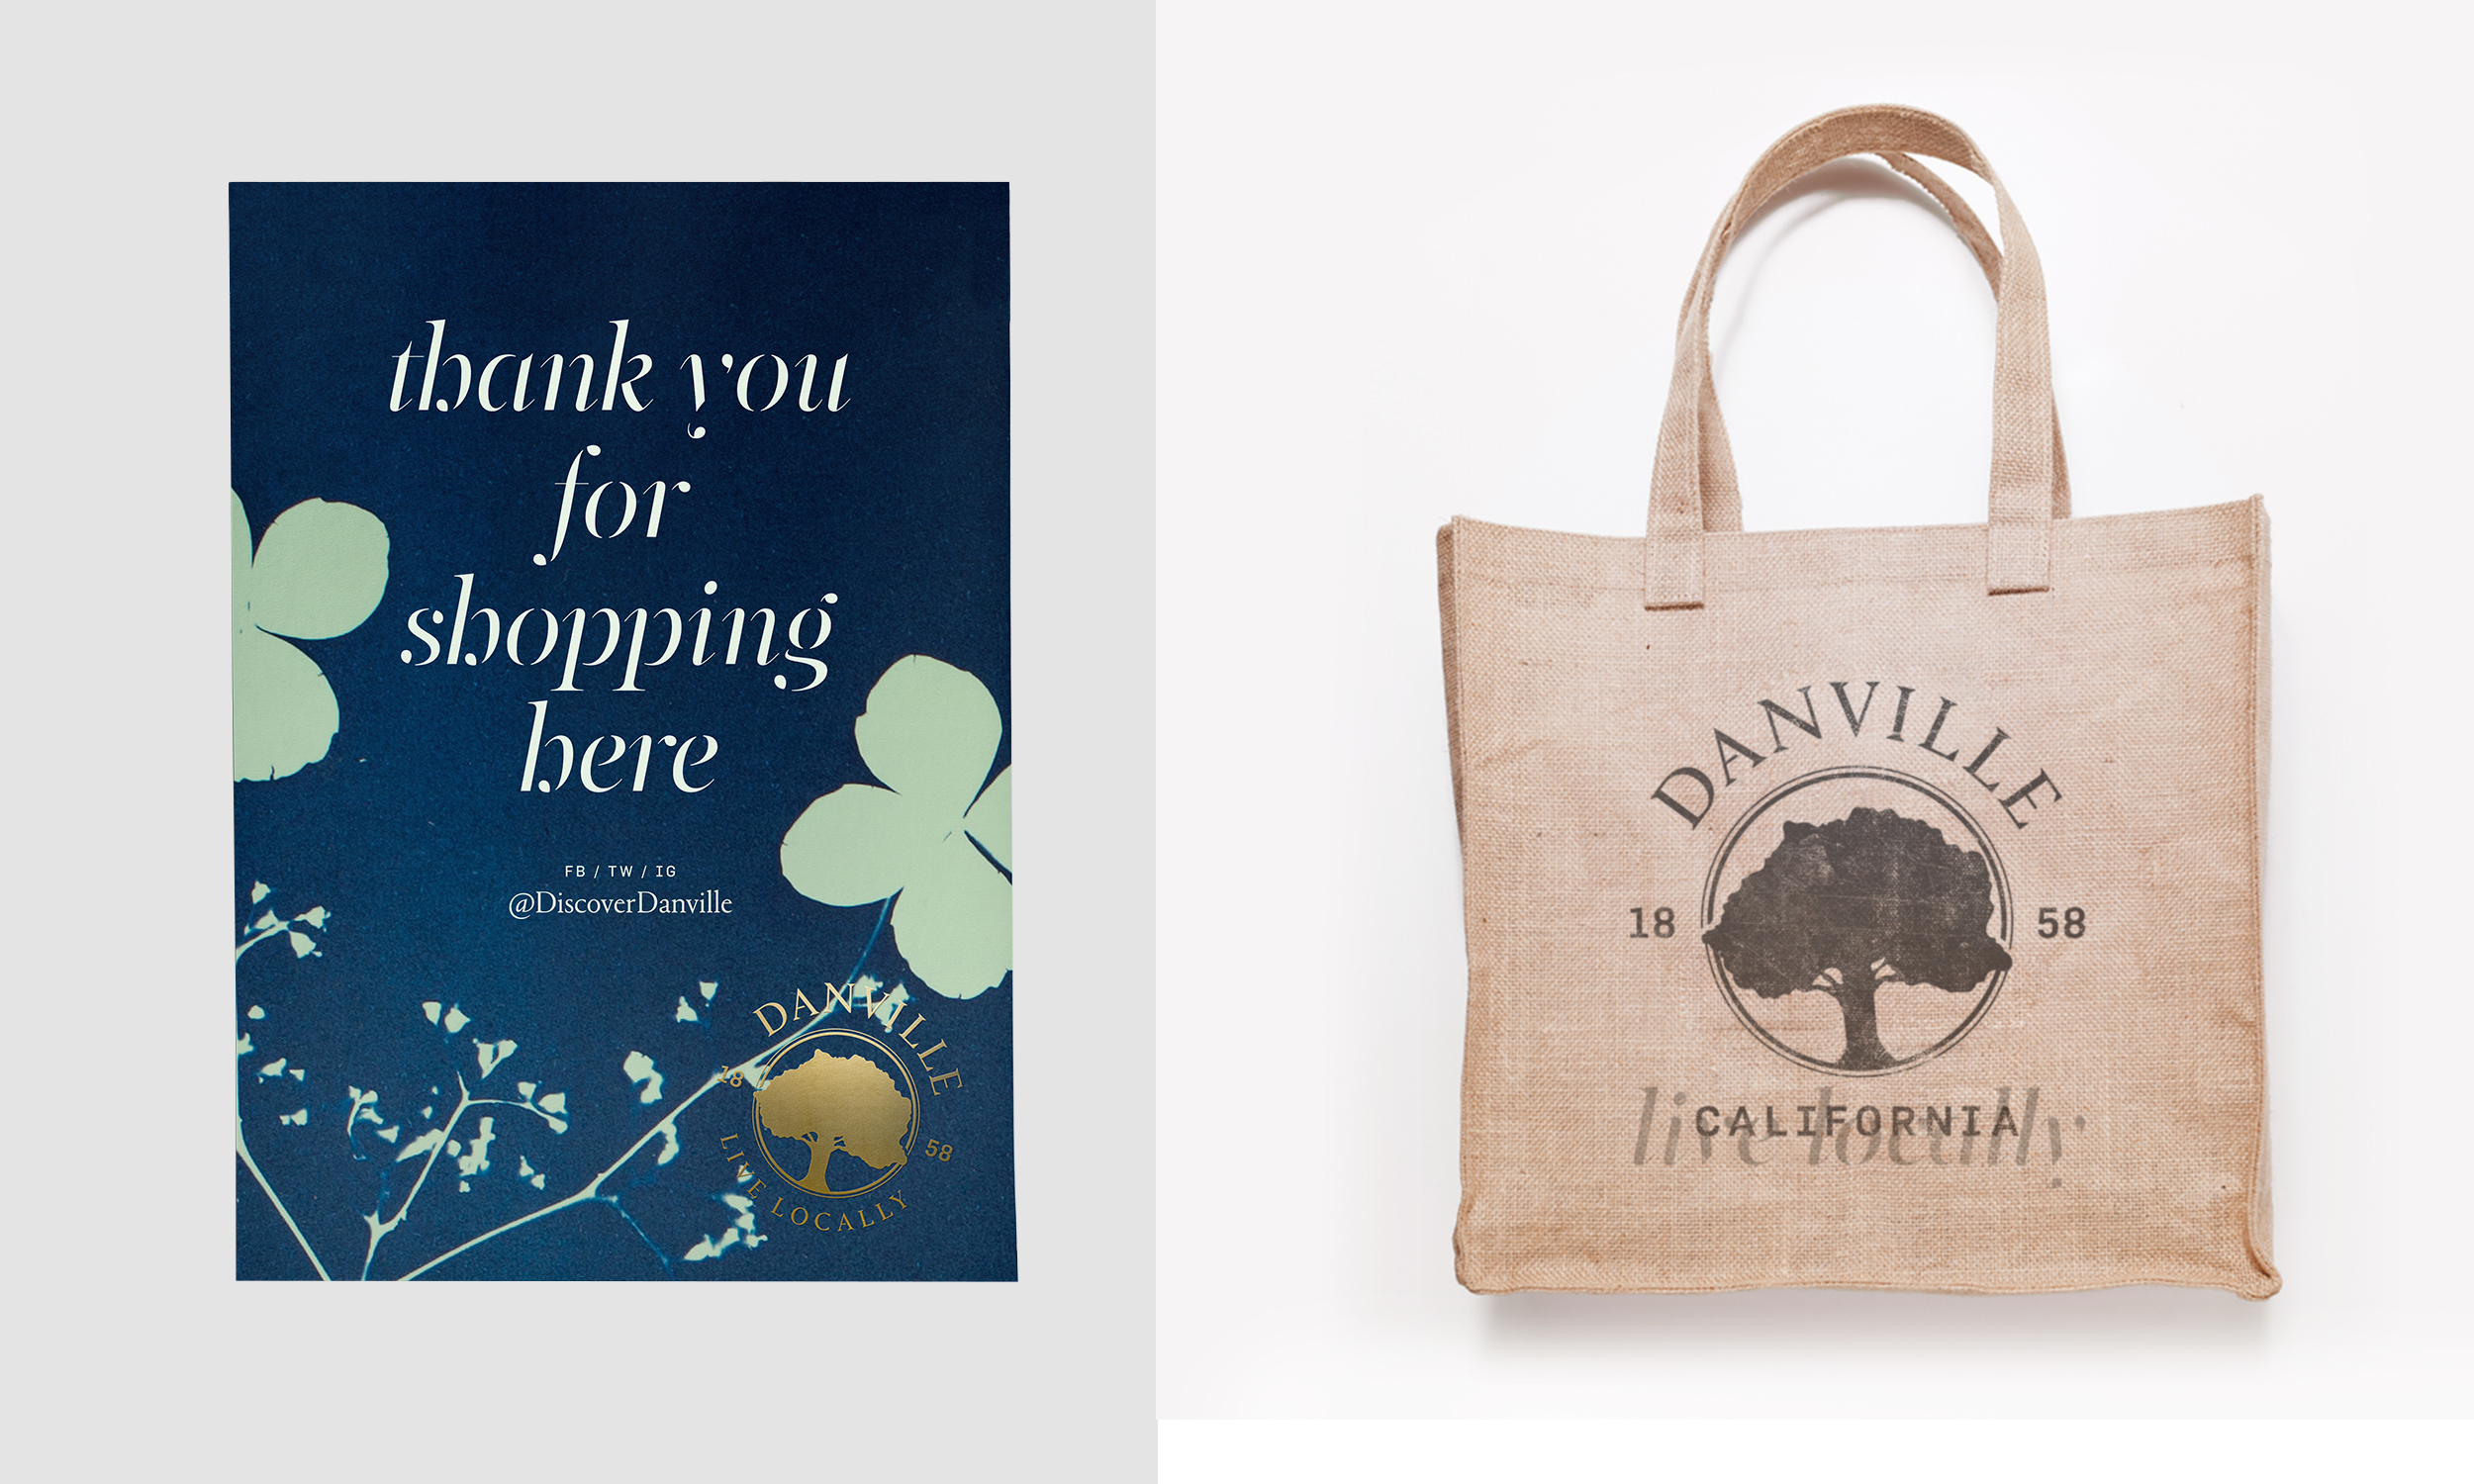 thank you
for
shopping
here
FB / TW / IG
@DiscoverDanville
DANVILLE
18 58
LIVE LOCALLY
DANVILLE
18 58
CALIFORNIA
live locally